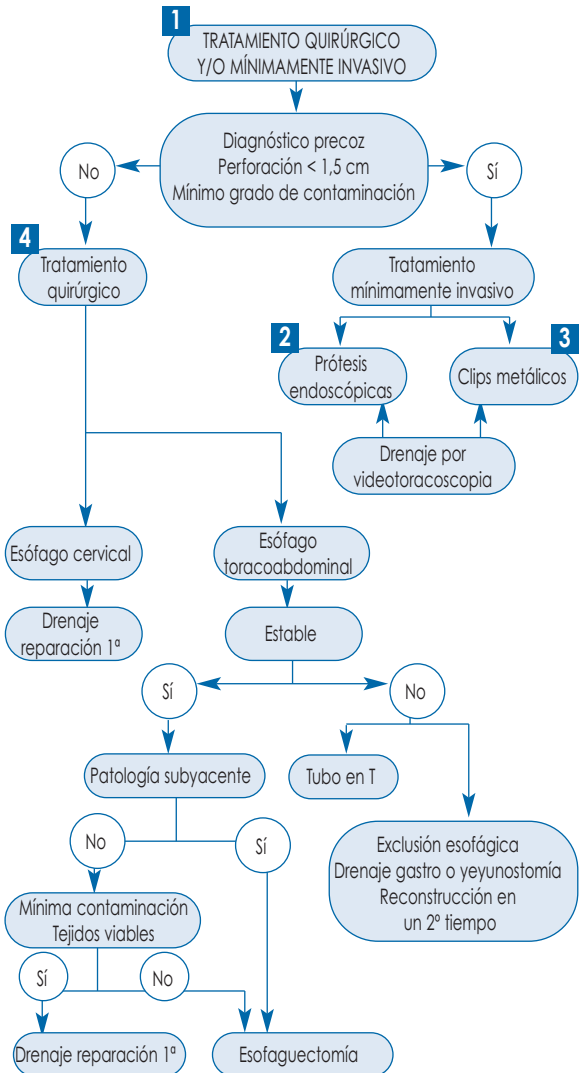 1
TRATAMIENTO QUIRÚRGICO
Y/O MÍNIMAMENTE INVASIVO
Diagnóstico precoz
Perforación < 1,5 cm
Mínimo grado de contaminación
No
Sí
4
Tratamiento
quirúrgico
Tratamiento
mínimamente invasivo
2
Prótesis
endoscópicas
3
Clips metálicos
Drenaje por
videotoracoscopia
Esófago cervical
Esófago
toracoabdominal
Drenaje
reparación 1ª
Estable
Sí
No
Patología subyacente
Tubo en T
No
Sí
Exclusión esofágica
Drenaje gastro o yeyunostomía
Reconstrucción en
un 2º tiempo
Mínima contaminación
Tejidos viables
Sí
No
Drenaje reparación 1ª
Esofaguectomía